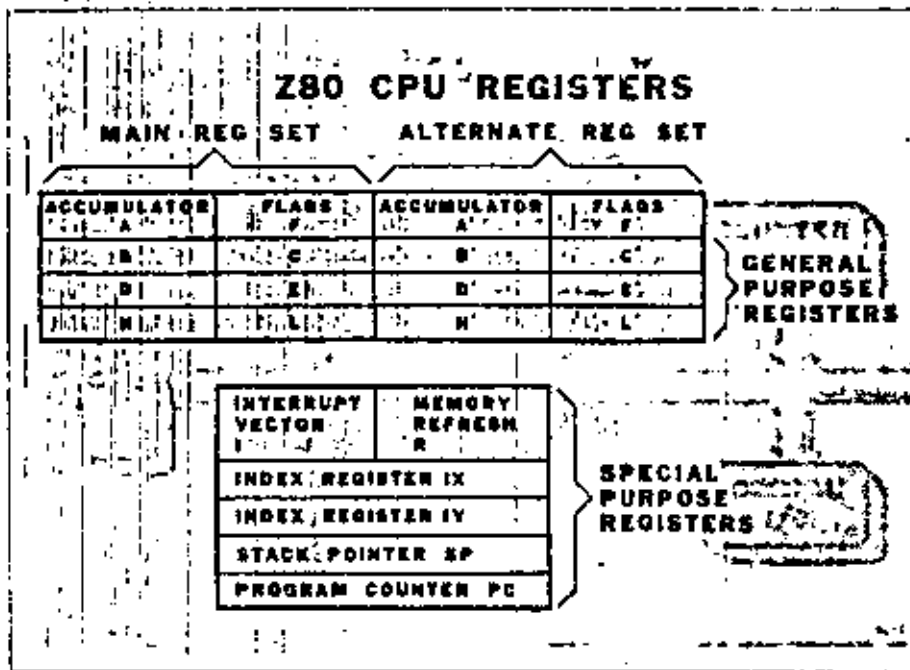 Z80 CPU REGISTERS
MAIN REG SET ALTERNATE REG SET
ACCUMULATOR A FLAGS F ACCUMULATOR A' FLAGS F'
B C B' C'
D E D' E'
H L H' L'
GENERAL
PURPOSE
REGISTERS
INTERRUPT VECTOR I MEMORY REFRESH R
INDEX REGISTER IX
INDEX REGISTER IY
STACK POINTER SP
PROGRAM COUNTER PC
SPECIAL
PURPOSE
REGISTERS